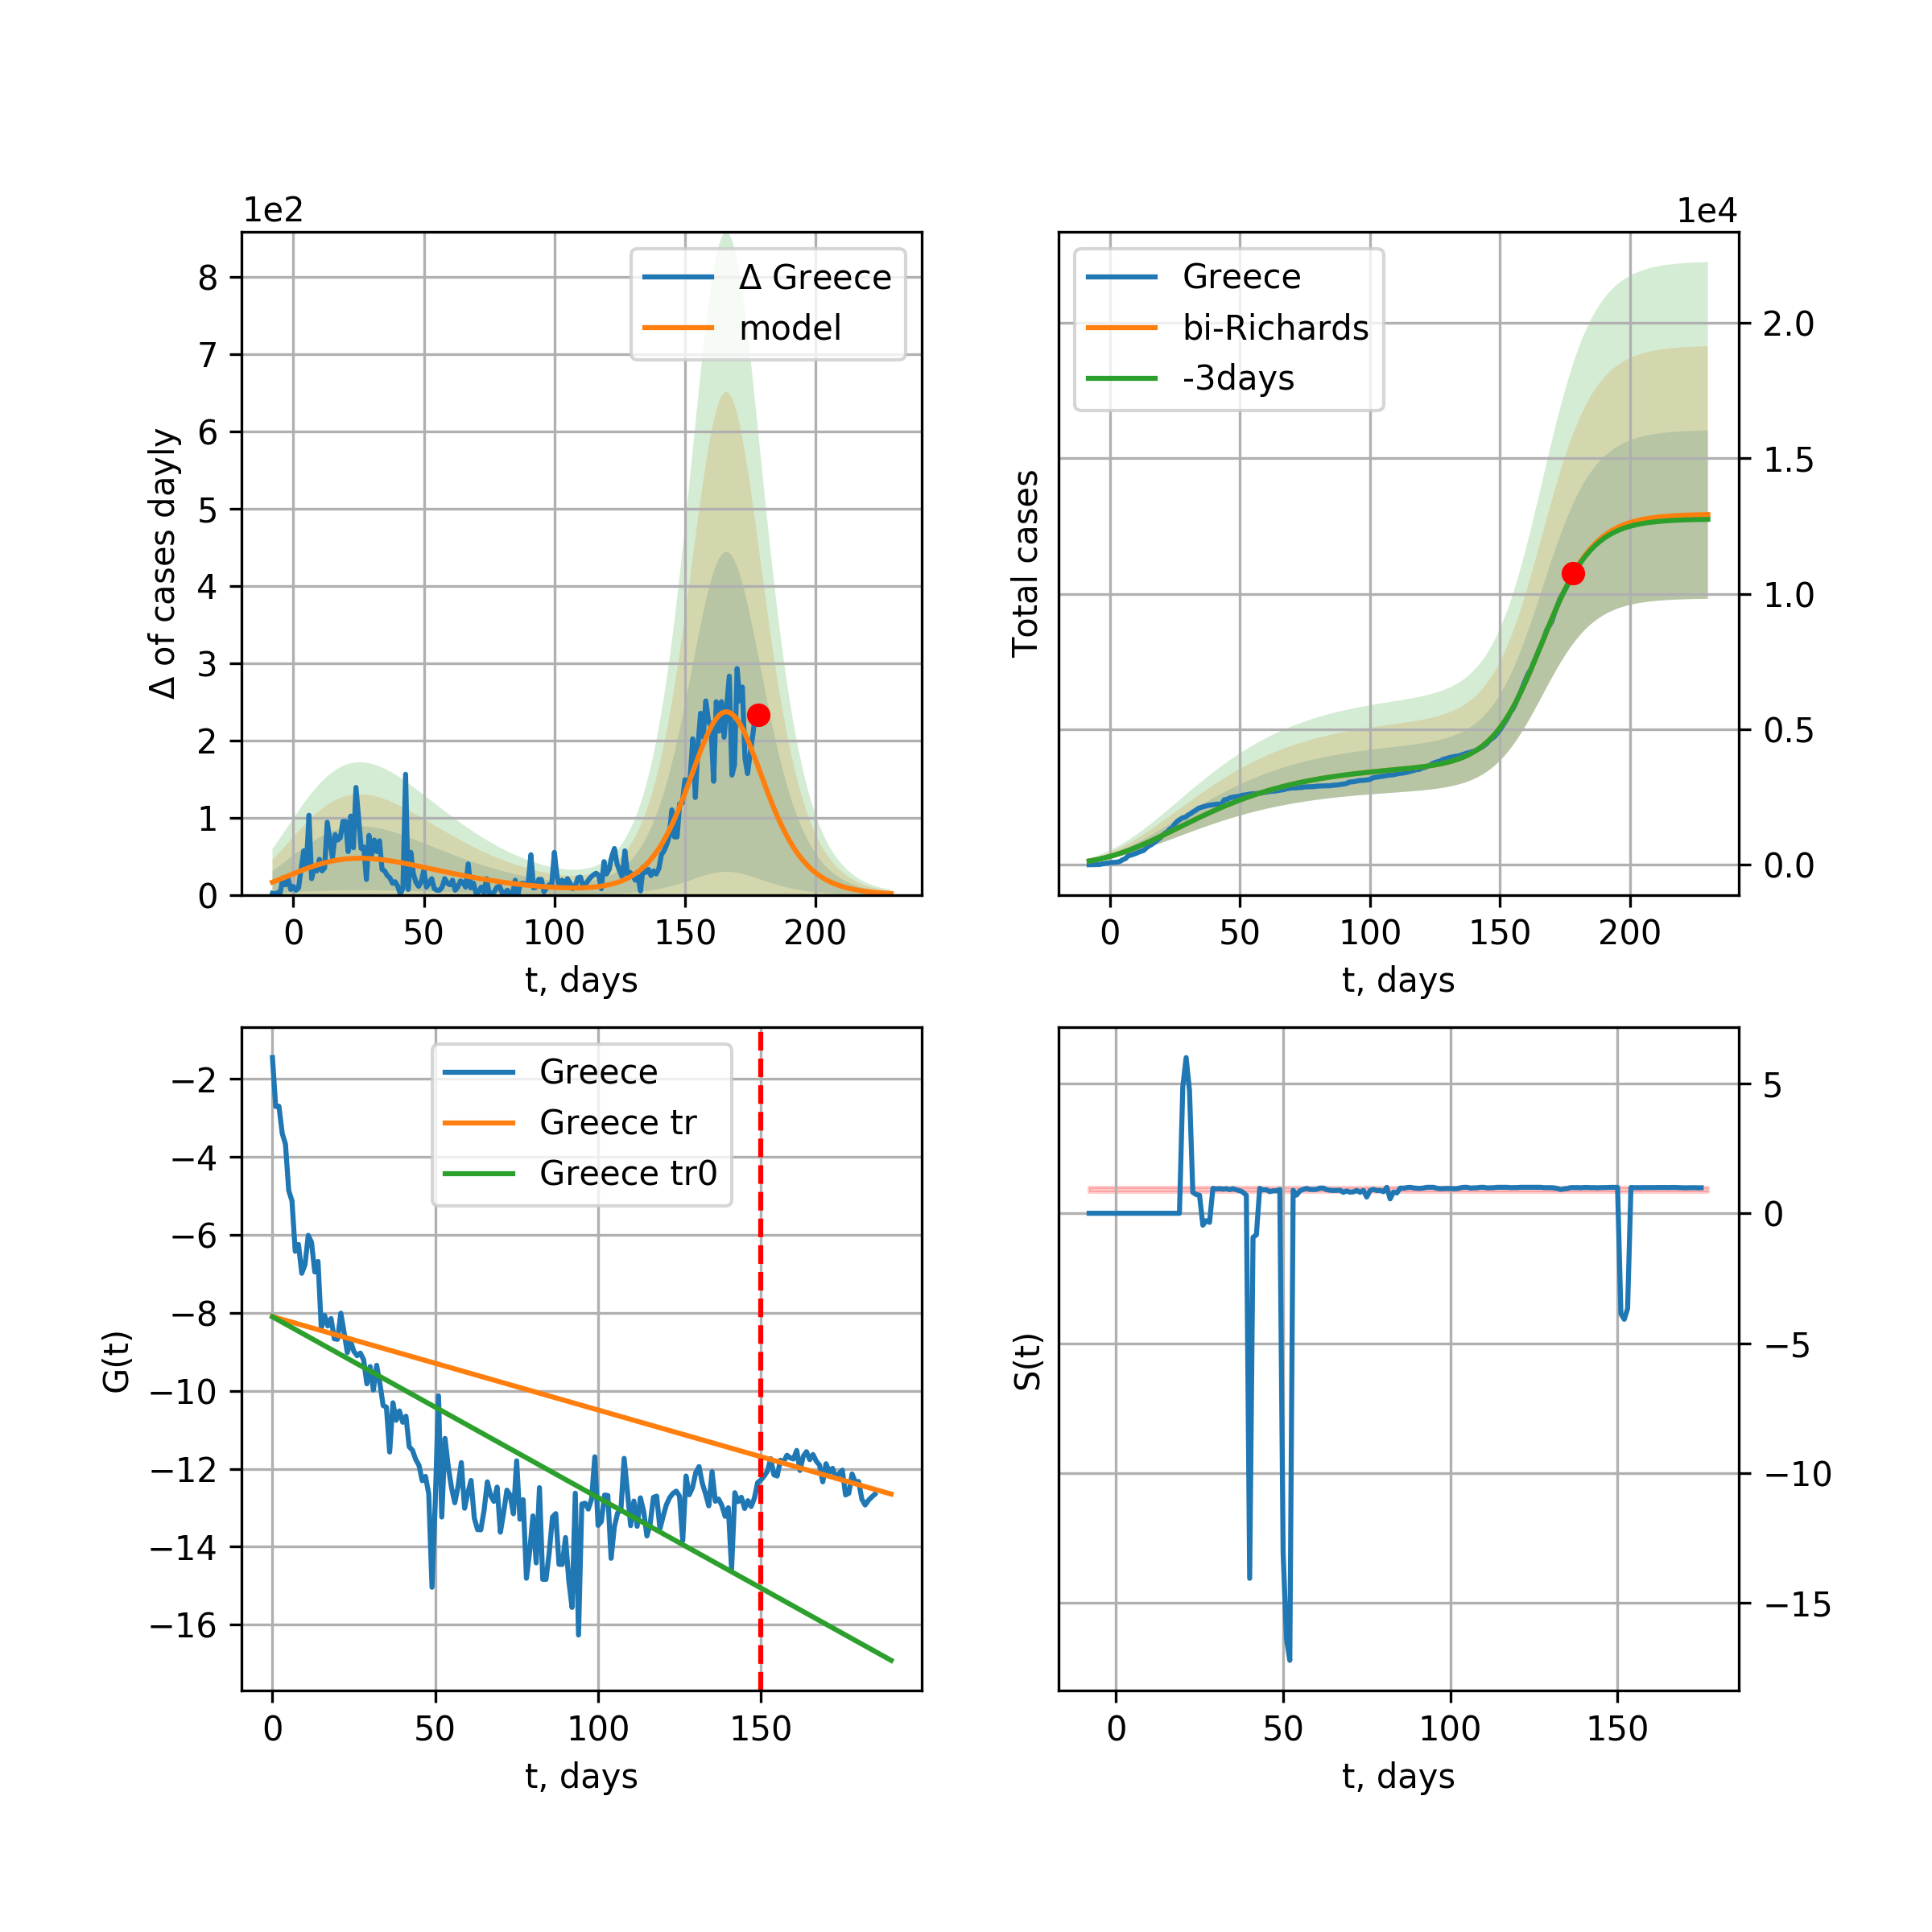 1e2
Δ of cases dayly
8
7
6
5
4
3
2
1
0
0 50 100 150 200
t, days
Δ Greece
model
1e4
Total cases
2.0
1.5
1.0
0.5
0.0
0 50 100 150 200
t, days
Greece
bi-Richards
-3days
G(t)
−2
−4
−6
−8
−10
−12
−14
−16
0 50 100 150
t, days
Greece
Greece tr
Greece tr0
S(t)
5
0
−5
−10
−15
0 50 100 150
t, days